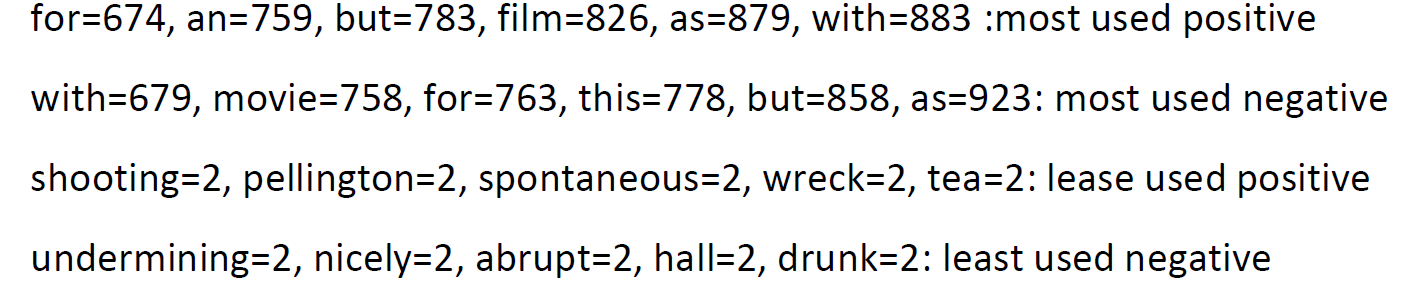 for=674, an=759, but=783, film=826, as=879, with=883 :most used positive
with=679, movie=758, for=763, this=778, but=858, as=923: most used negative
shooting=2, pellington=2, spontaneous=2, wreck=2, tea=2: lease used positive
undermining=2, nicely=2, abrupt=2, hall=2, drunk=2: least used negative